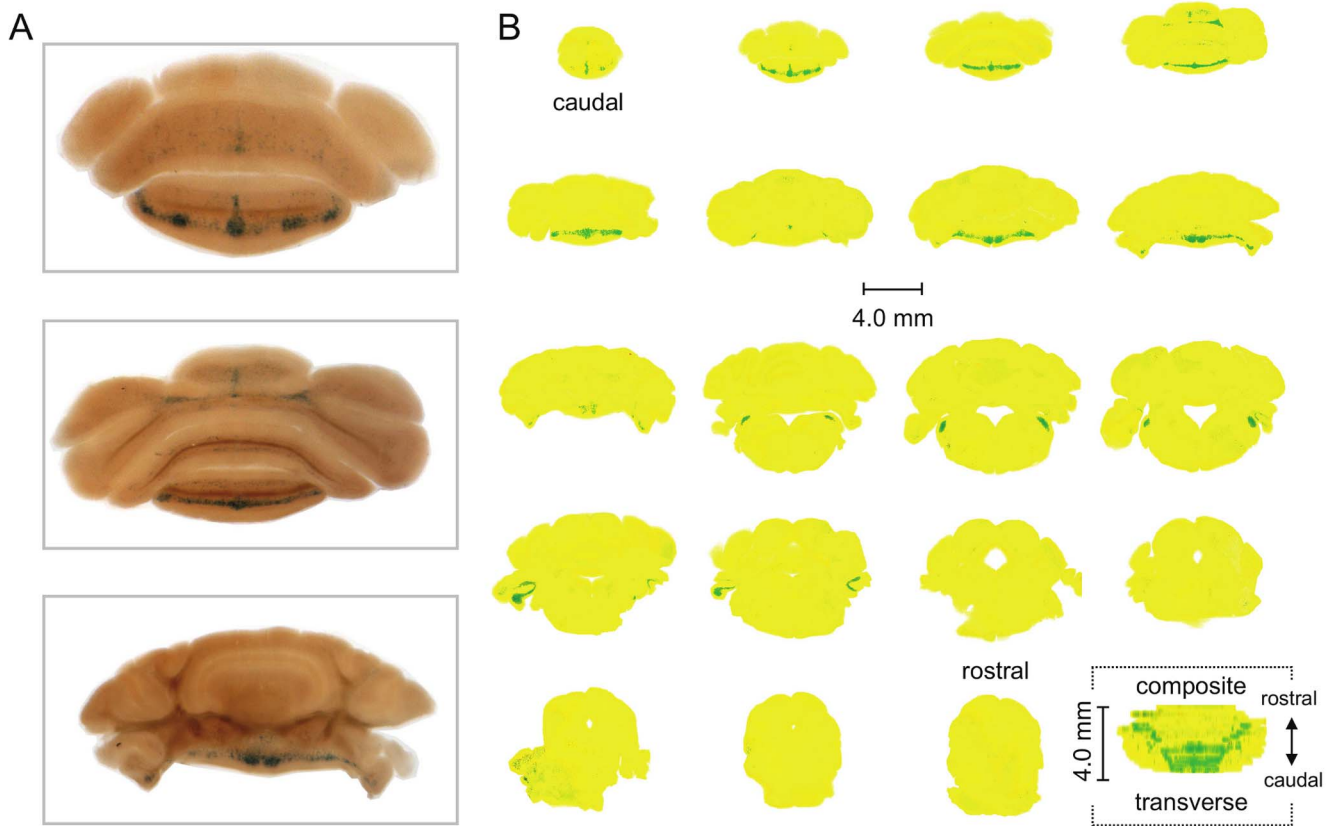 A
B
caudal
4.0 mm
rostral
composite
rostral
4.0 mm
caudal
transverse